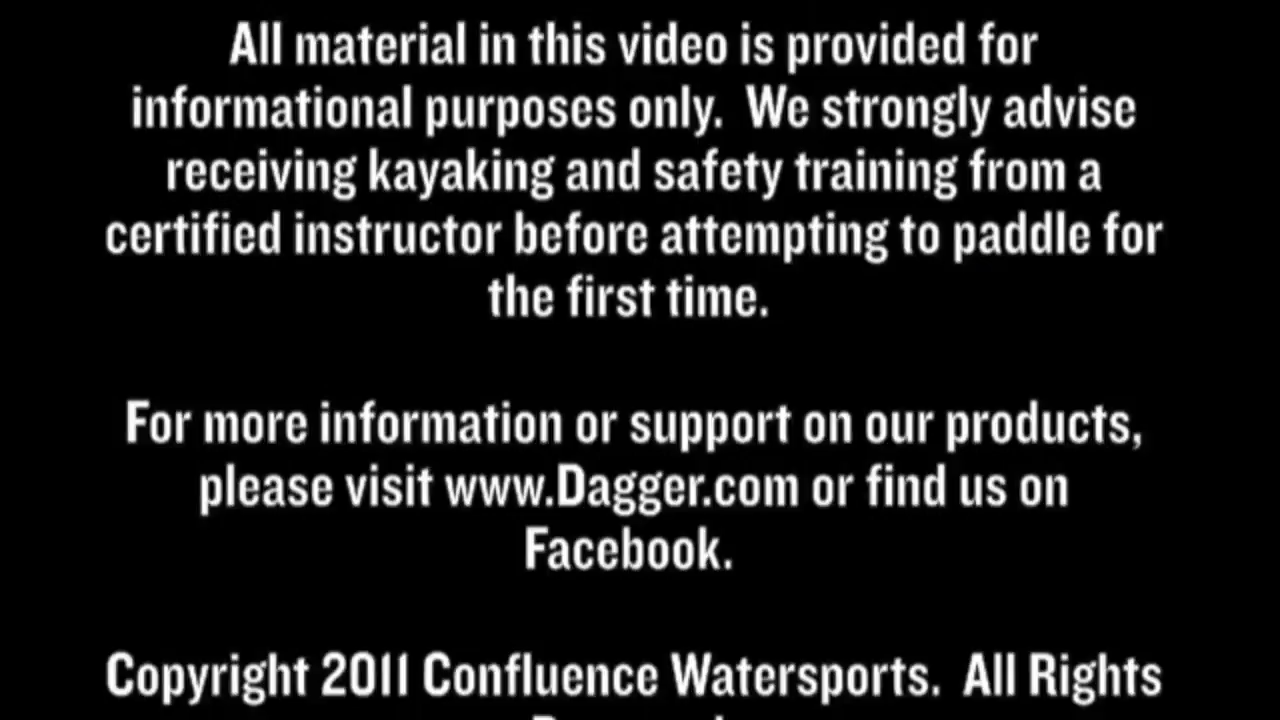 All material in this video is provided for
informational purposes only. We strongly advise
receiving kayaking and safety training from a
certified instructor before attempting to paddle for
the first time.
For more information or support on our products,
please visit www.Dagger.com or find us on
Facebook.
Copyright 2011 Confluence Watersports. All Rights